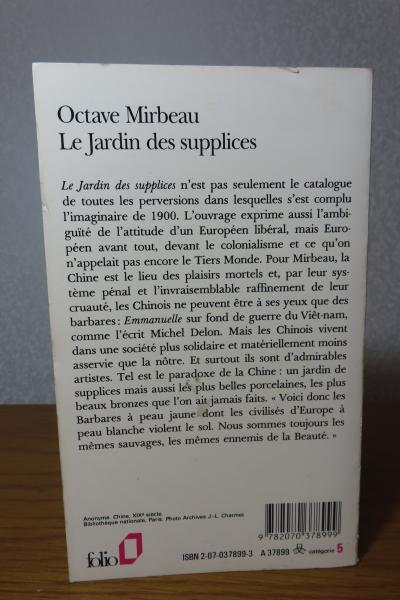 Octave Mirbeau
Le Jardin des supplices
Le Jardin des supplices n'est pas seulement le catalogue
de toutes les perversions dans lesquelles s'est complu
l'imaginaire de 1900. L'ouvrage exprime aussi l'ambi-
guïté de l'attitude d'un Européen libéral, mais Euro-
péen avant tout, devant le colonialisme et ce qu'on
n'appelait pas encore le Tiers Monde. Pour Mirbeau, la
Chine est le lieu des plaisirs mortels et, par leur sys-
tème pénal et l'invraisemblable raffinement de leur
cruauté, les Chinois ne peuvent être à ses yeux que des
barbares : Emmanuelle sur fond de guerre du Viêt-nam,
comme l'écrit Michel Delon. Mais les Chinois vivent
dans une société plus solidaire et matériellement moins
asservie que la nôtre. Et surtout ils sont d'admirables
artistes. Tel est le paradoxe de la Chine : un jardin de
supplices mais aussi les plus belles porcelaines, les plus
beaux bronzes que l'on ait jamais faits. « Voici donc les
Barbares à peau jaune dont les civilisés d'Europe à
peau blanche violent le sol. Nous sommes toujours les
mêmes sauvages, les mêmes ennemis de la Beauté. »
Anonyme. Chine, XIXe siècle.
Bibliothèque nationale, Paris. Photo Archives J.-L. Charmet.
9 782070 378999
folio
ISBN 2-07-037899-3 A 37899 catégorie 5